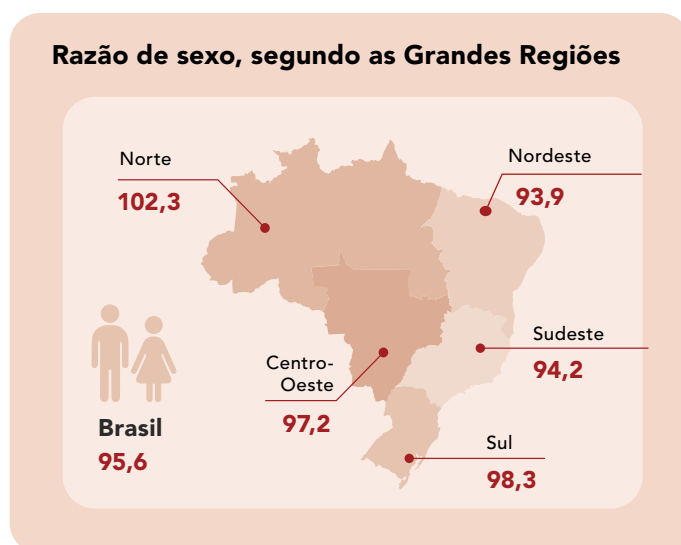 Razão de sexo, segundo as Grandes Regiões
Norte
102,3
Nordeste
93,9
Sudeste
94,2
Centro-
Oeste
97,2
Sul
98,3
Brasil
95,6